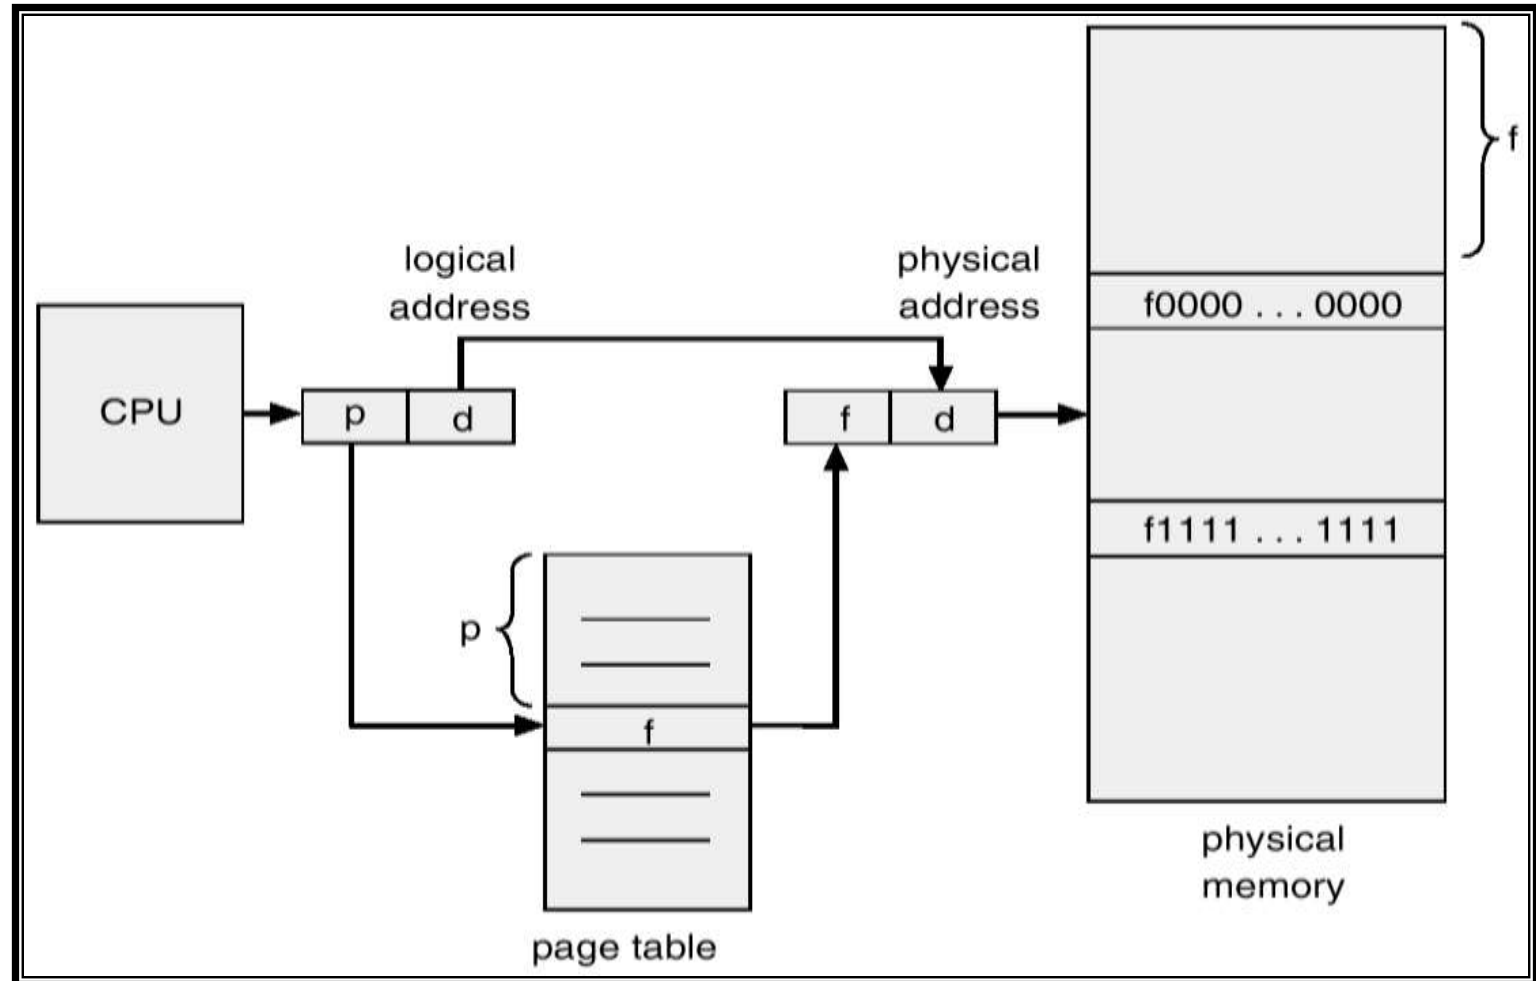 f
logical
address
physical
address
f0000 . . . 0000
CPU
p
d
f
d
f1111 . . . 1111
p
f
physical
memory
page table